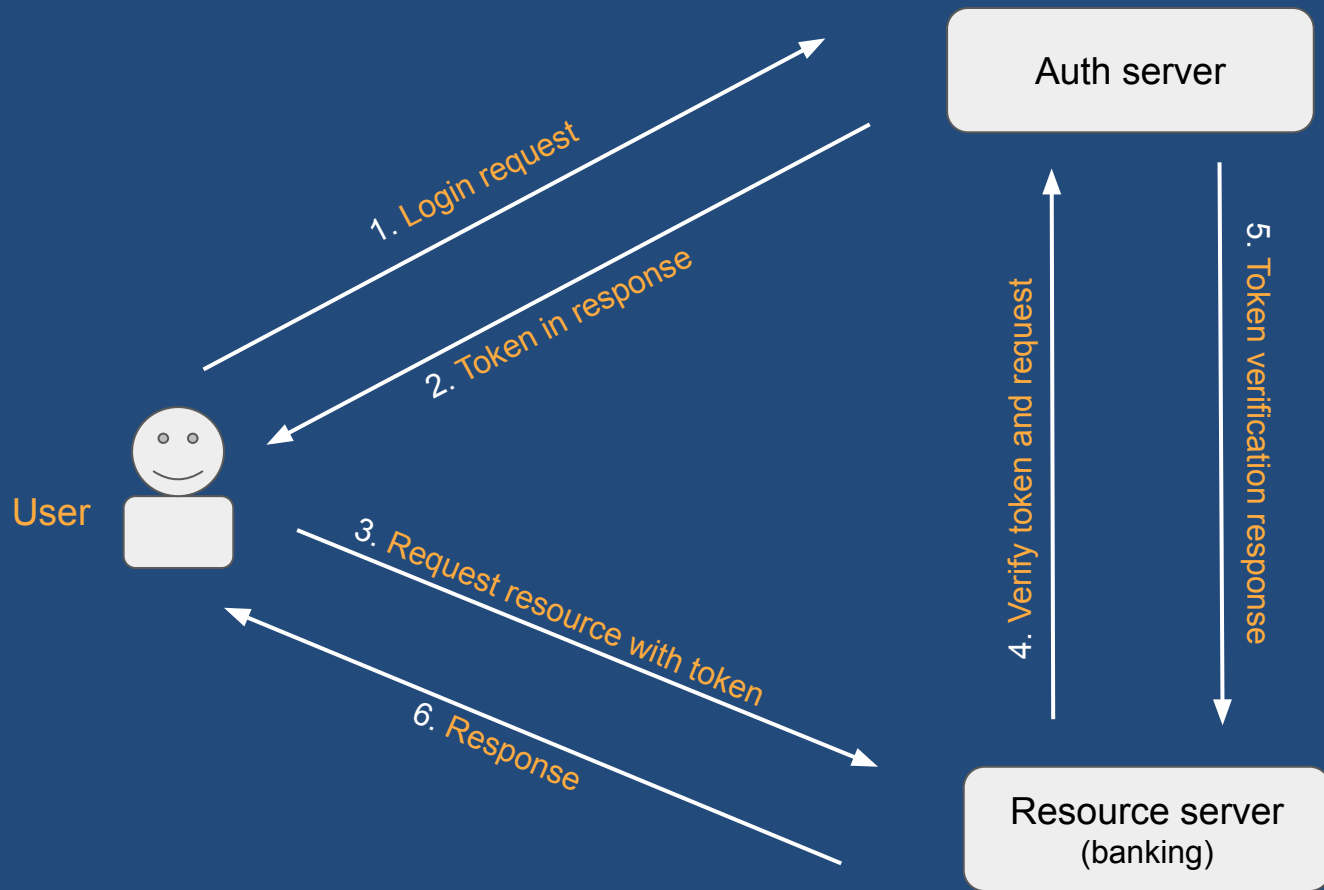 Auth server
1. Login request
2. Token in response
5. Token verification response
4. Verify token and request
User
3. Request resource with token
6. Response
Resource server
(banking)